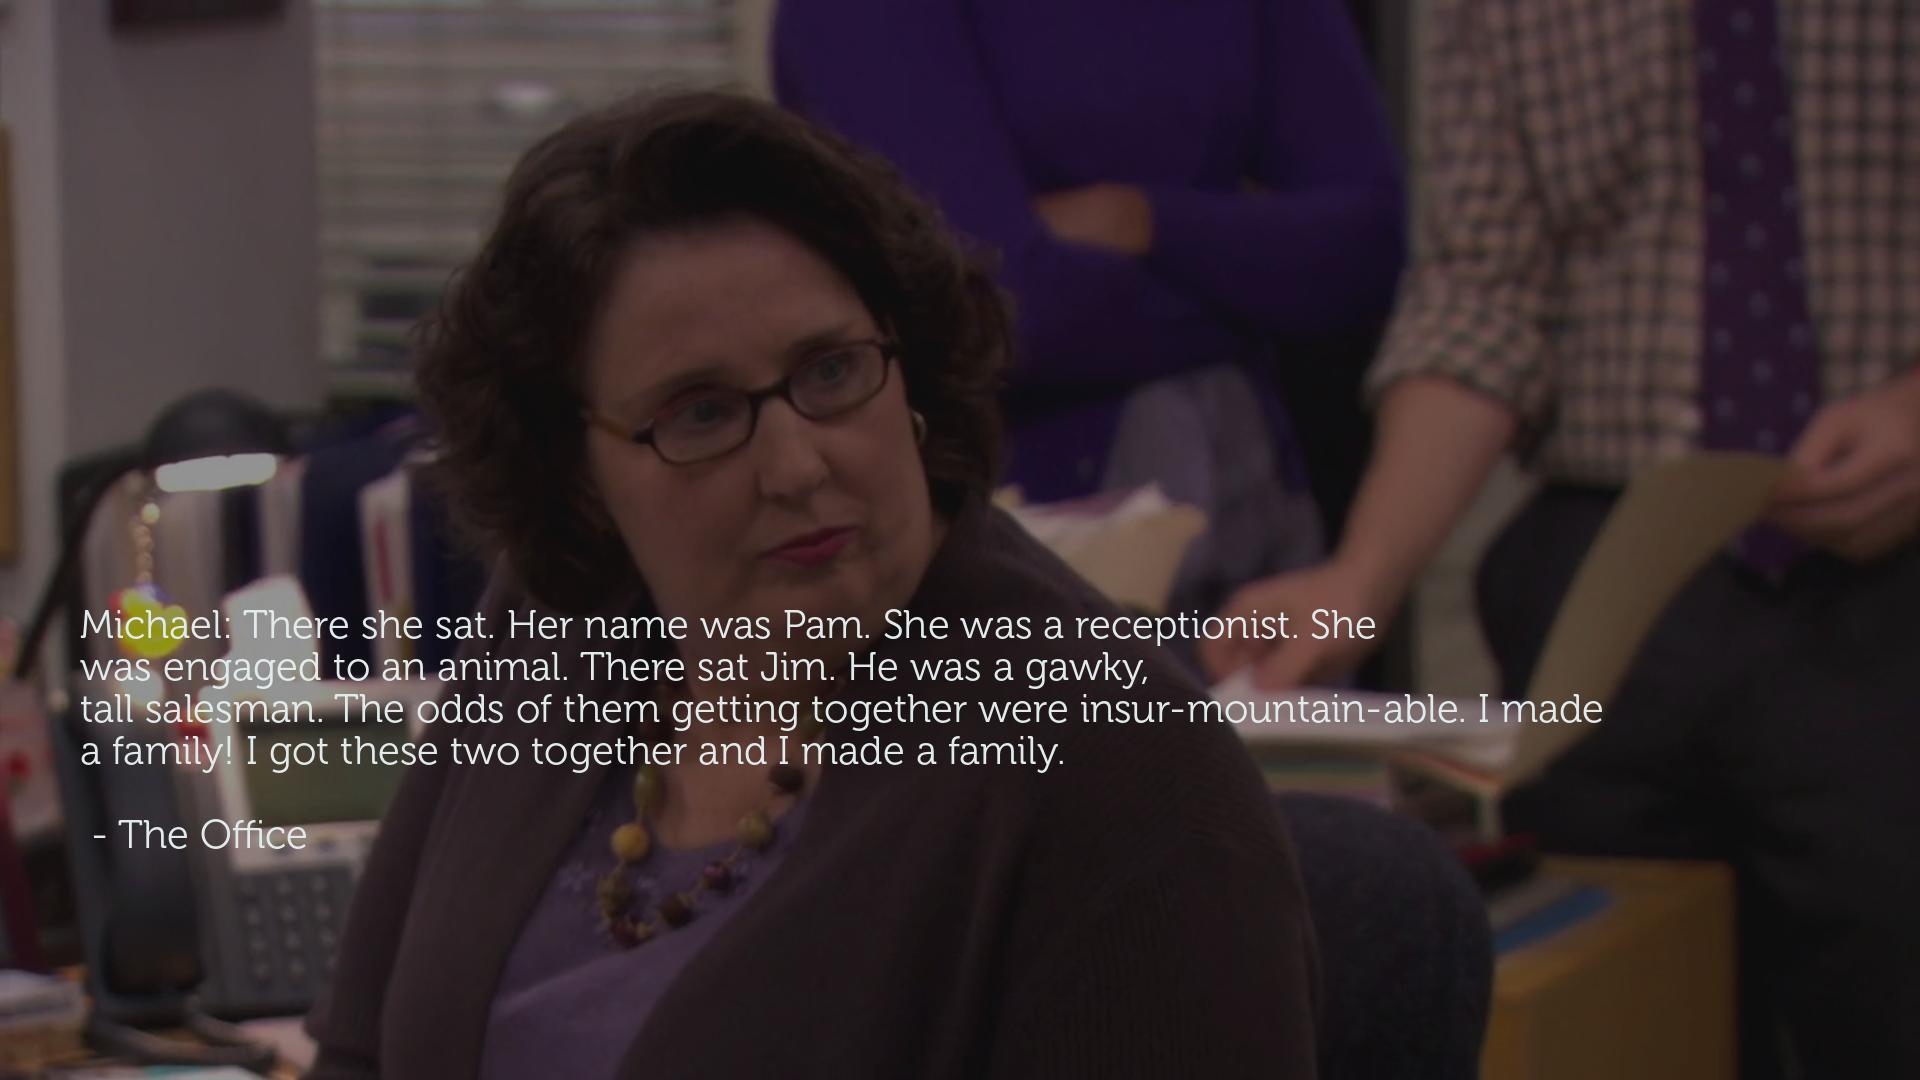 Michael: There she sat. Her name was Pam. She was a receptionist. She
was engaged to an animal. There sat Jim. He was a gawky,
tall salesman. The odds of them getting together were insur-mountain-able. I made
a family! I got these two together and I made a family.
- The Office